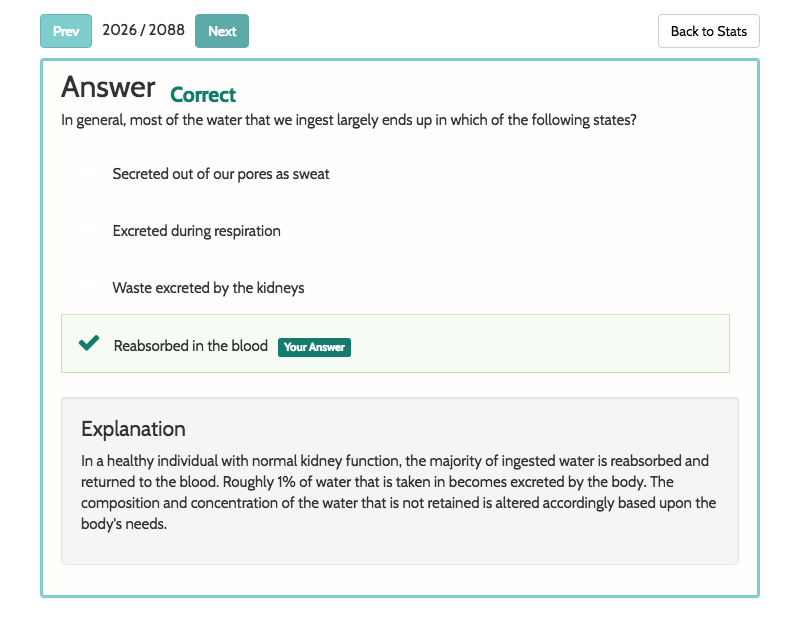 Prev 2026 / 2088 Next Back to Stats
Answer Correct
In general, most of the water that we ingest largely ends up in which of the following states?
Secreted out of our pores as sweat
Excreted during respiration
Waste excreted by the kidneys
Reabsorbed in the blood Your Answer
Explanation
In a healthy individual with normal kidney function, the majority of ingested water is reabsorbed and
returned to the blood. Roughly 1% of water that is taken in becomes excreted by the body. The
composition and concentration of the water that is not retained is altered accordingly based upon the
body's needs.